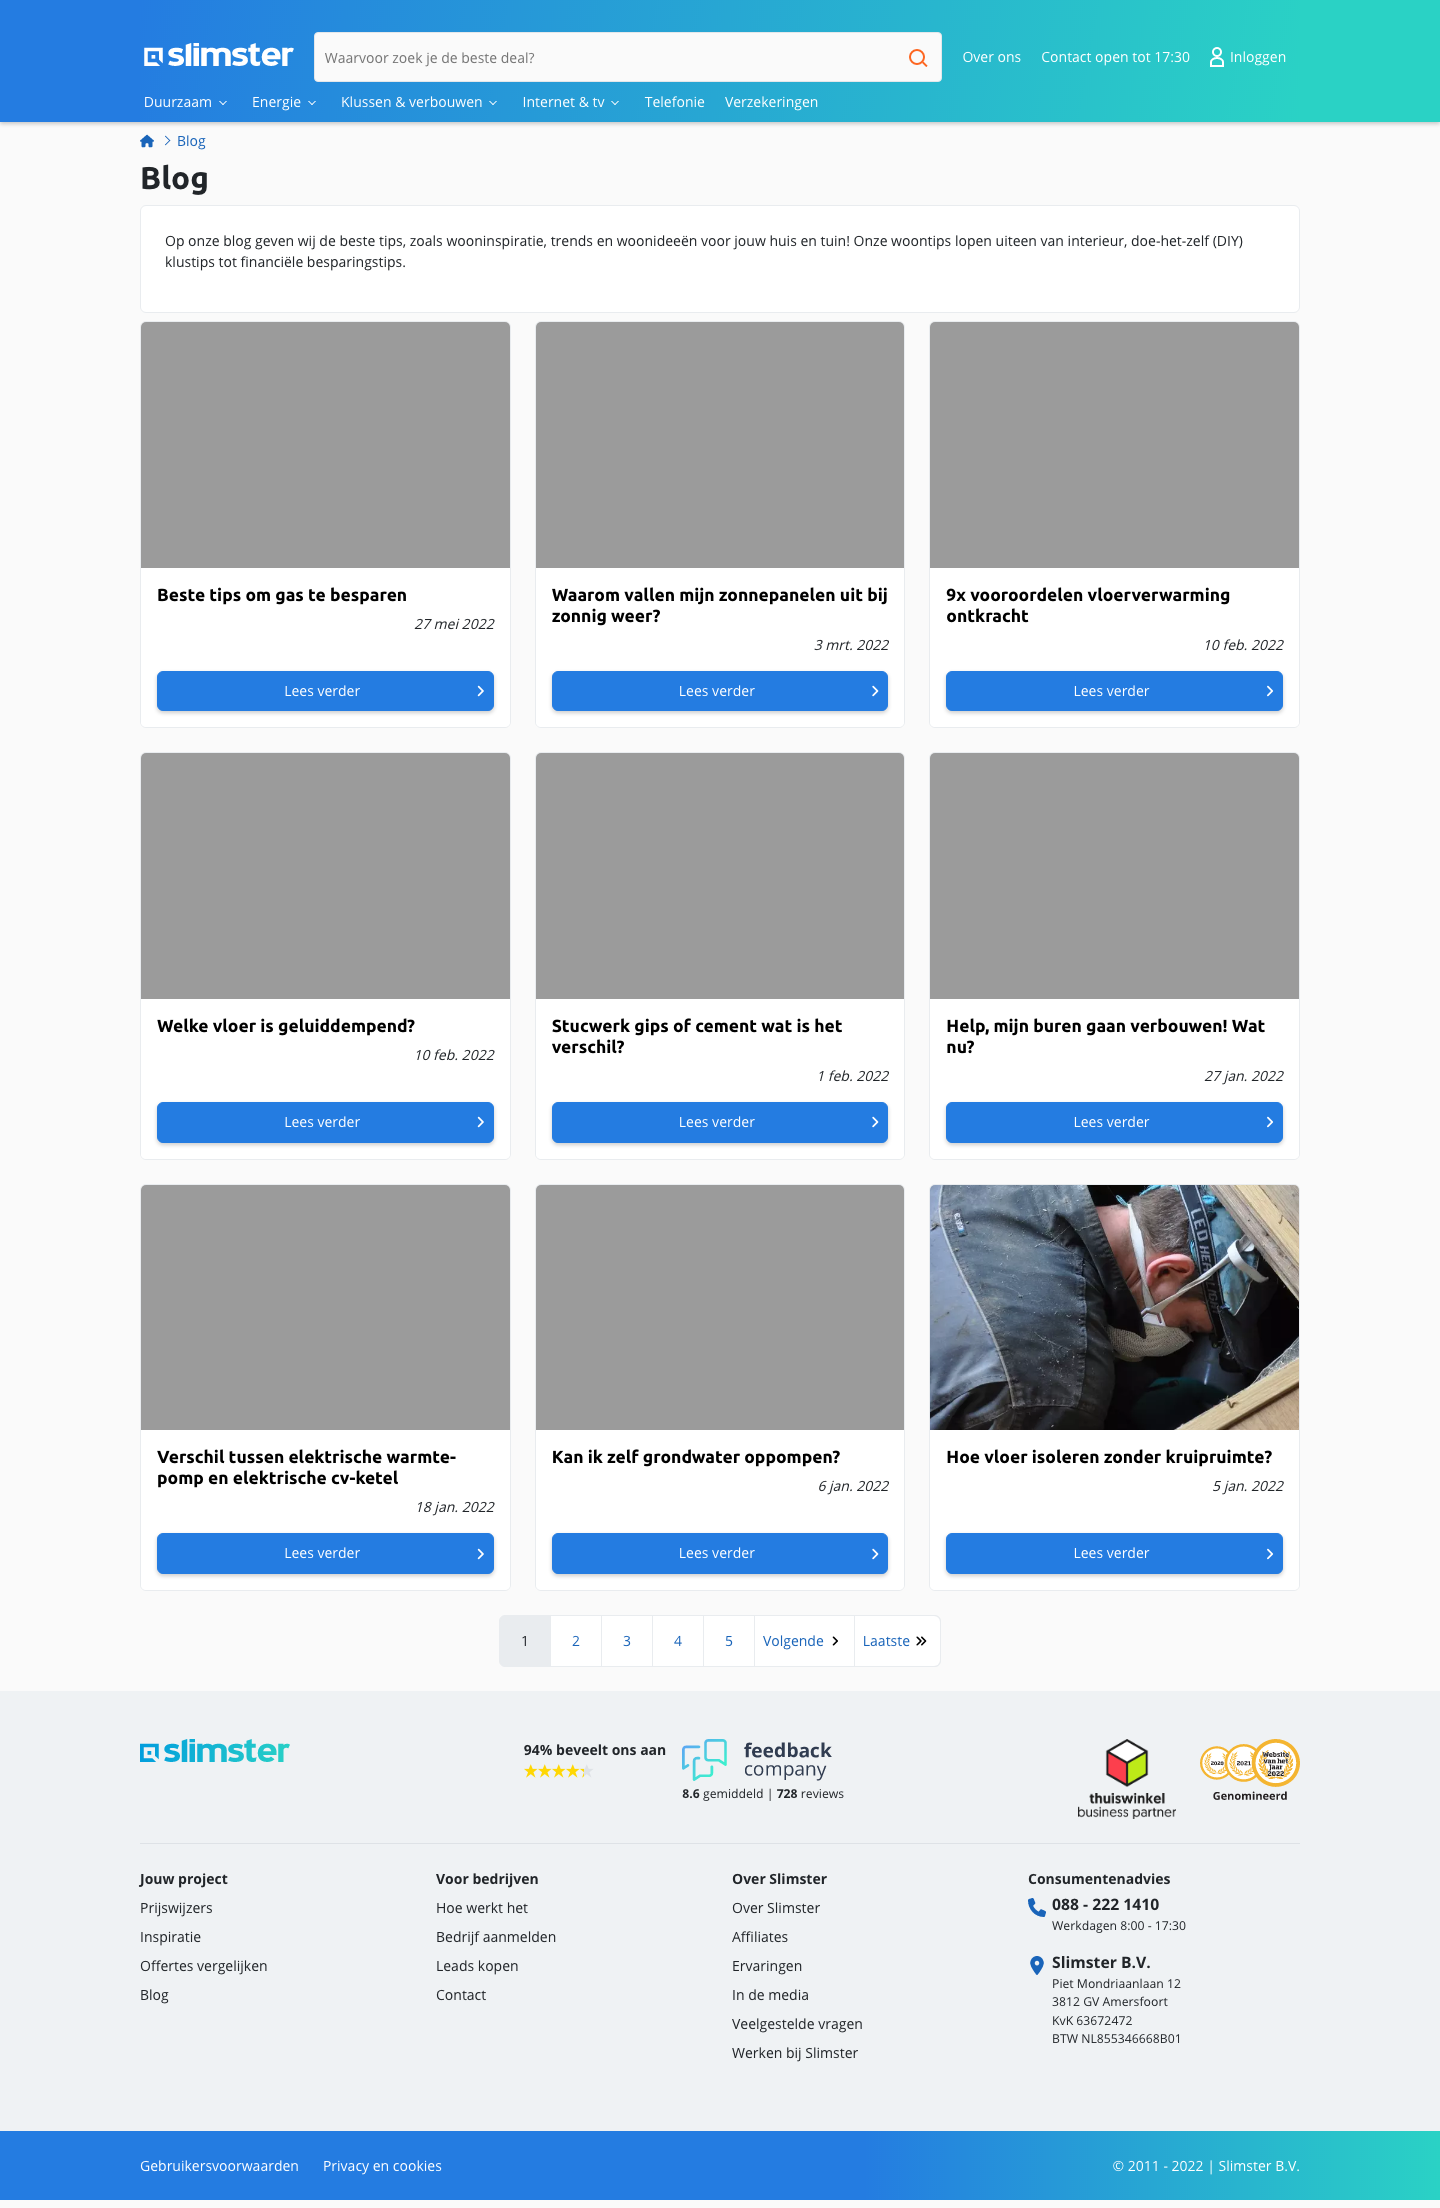 slimster
Waarvoor zoek je de beste deal?
Over ons
Contact open tot 17:30
Inloggen
Duurzaam
Energie
Klussen & verbouwen
Internet & tv
Telefonie
Verzekeringen
Blog
Blog
Op onze blog geven wij de beste tips, zoals wooninspiratie, trends en woonideeën voor jouw huis en tuin! Onze woontips lopen uiteen van interieur, doe-het-zelf (DIY)
klustips tot financiële besparingstips.
Beste tips om gas te besparen
27 mei 2022
Lees verder
Waarom vallen mijn zonnepanelen uit bij
zonnig weer?
3 mrt. 2022
Lees verder
9x vooroordelen vloerverwarming
ontkracht
10 feb. 2022
Lees verder
Welke vloer is geluiddempend?
10 feb. 2022
Lees verder
Stucwerk gips of cement wat is het
verschil?
1 feb. 2022
Lees verder
Help, mijn buren gaan verbouwen! Wat
nu?
27 jan. 2022
Lees verder
Verschil tussen elektrische warmte-
pomp en elektrische cv-ketel
18 jan. 2022
Lees verder
Kan ik zelf grondwater oppompen?
6 jan. 2022
Lees verder
LED
Hoe vloer isoleren zonder kruipruimte?
5 jan. 2022
Lees verder
1 2 3 4 5 Volgende Laatste
slimster
94% beveelt ons aan
feedback
company
8.6 gemiddeld | 728 reviews
thuiswinkel
business partner
2020
2021
Website
van het
Jaar
2022
Genomineerd
Jouw project
Prijswijzers
Inspiratie
Offertes vergelijken
Blog
Voor bedrijven
Hoe werkt het
Bedrijf aanmelden
Leads kopen
Contact
Over Slimster
Over Slimster
Affiliates
Ervaringen
In de media
Veelgestelde vragen
Werken bij Slimster
Consumentenadvies
088 - 222 1410
Werkdagen 8:00 - 17:30
Slimster B.V.
Piet Mondriaanlaan 12
3812 GV Amersfoort
KvK 63672472
BTW NL855346668B01
Gebruikersvoorwaarden
Privacy en cookies
© 2011 - 2022 | Slimster B.V.